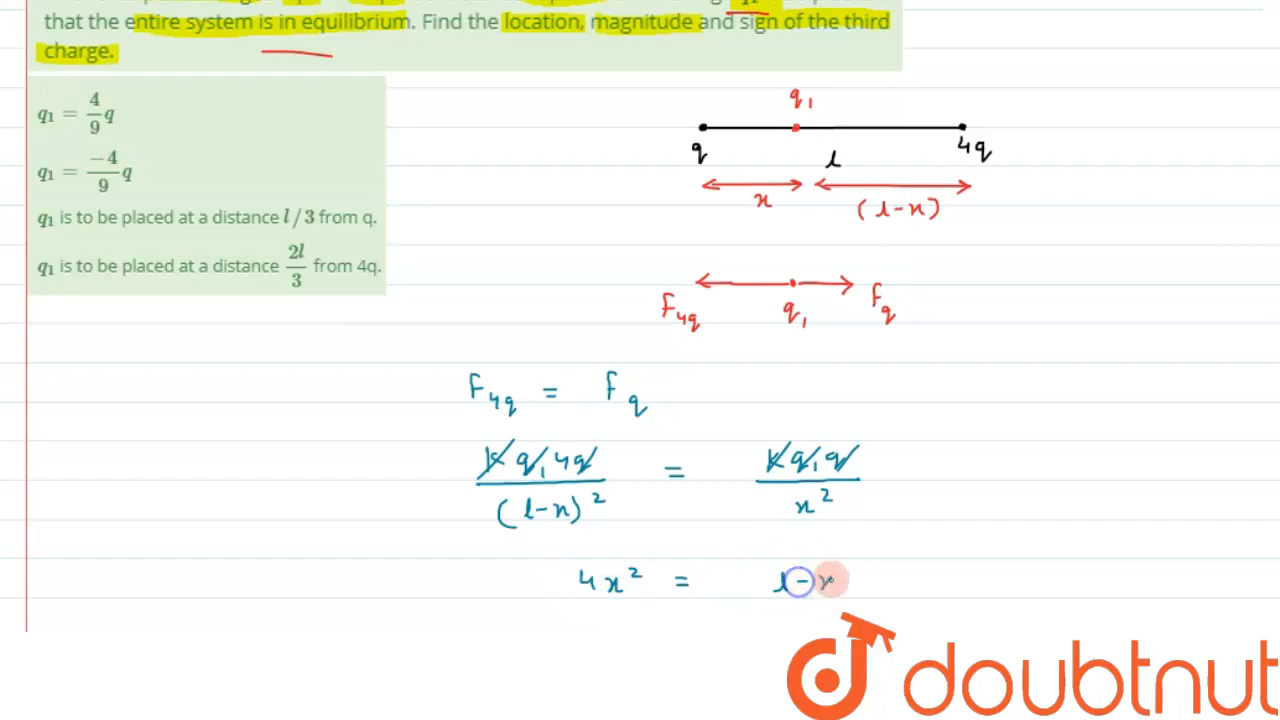 that the entire system is in equilibrium. Find the location, magnitude and sign of the third
charge.
q₁ = 4/9 q
q₁ = -4/9 q
q₁ is to be placed at a distance l/3 from q.
q₁ is to be placed at a distance 2l/3 from 4q.
q₁
q
l
4q
x
(l-x)
F4q
q₁
Fq
F4q = Fq
k q₁ 4q / (l-x)² = k q₁ q / x²
4x² = l-x
doubtnut